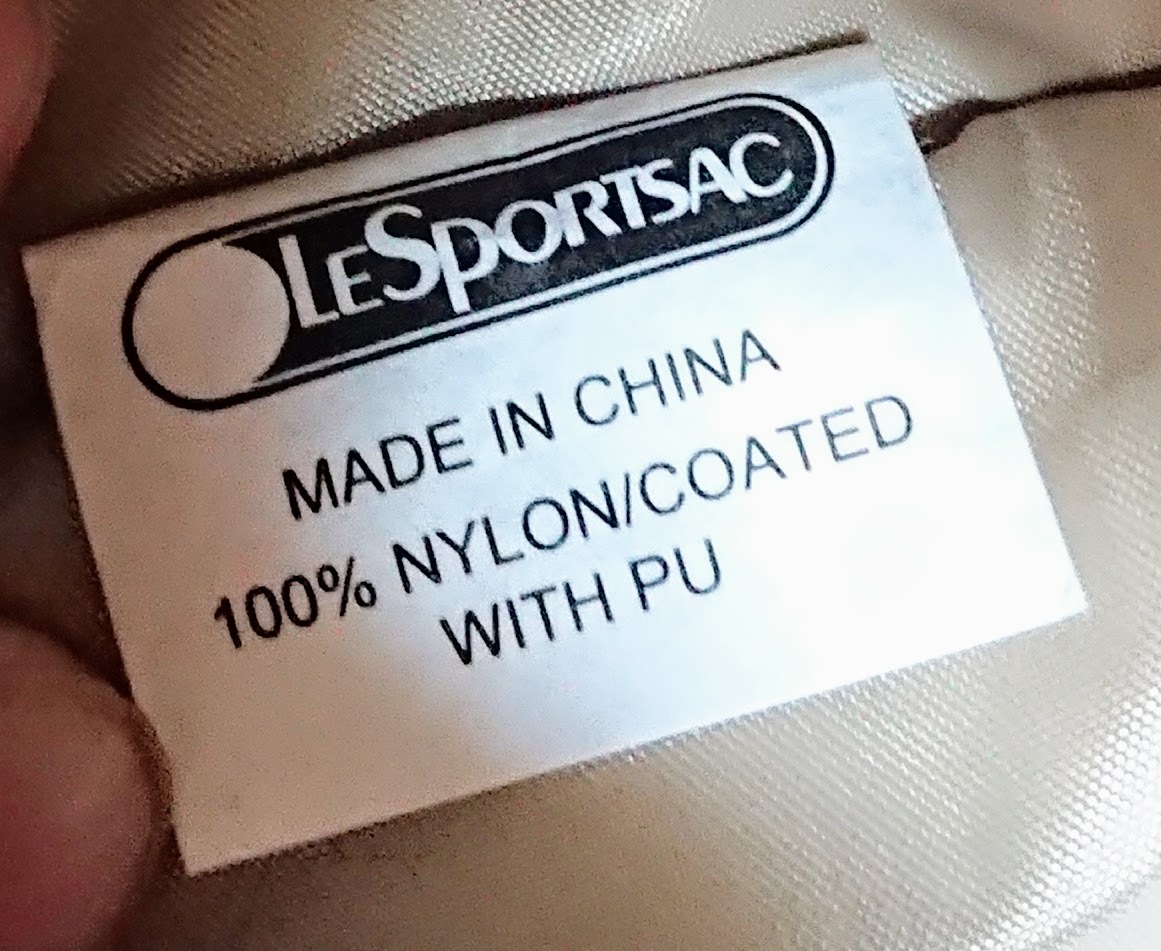 LeSportsac
MADE IN CHINA
100% NYLON/COATED
WITH PU